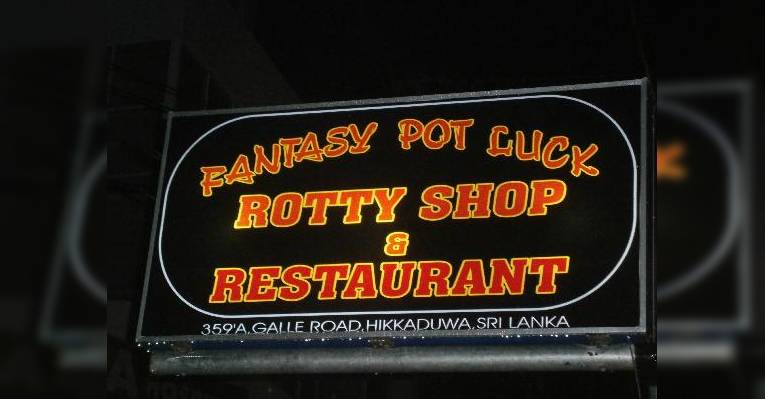 FANTASY POT LUCK
ROTTY SHOP
&
RESTAURANT
359'A,GALLE ROAD,HIKKADUWA,SRI LANKA